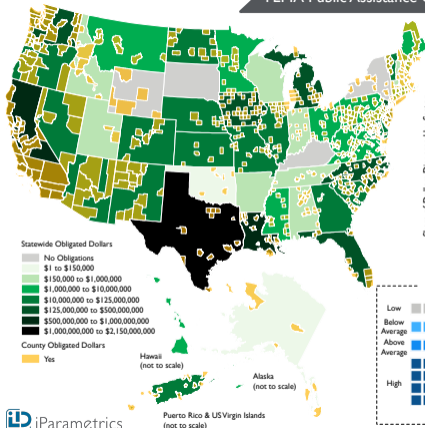 FEMA Public Assistance
Statewide Obligated Dollars
No Obligations
$1 to $150,000
$150,000 to $1,000,000
$1,000,000 to $10,000,000
$10,000,000 to $125,000,000
$125,000,000 to $500,000,000
$500,000,000 to $1,000,000,000
$1,000,000,000 to $2,150,000,000
County Obligated Dollars
Yes
Hawaii
(not to scale)
Alaska
(not to scale)
Puerto Rico & US Virgin Islands
(not to scale)
Low
Below
Average
Above
Average
High
iParametrics